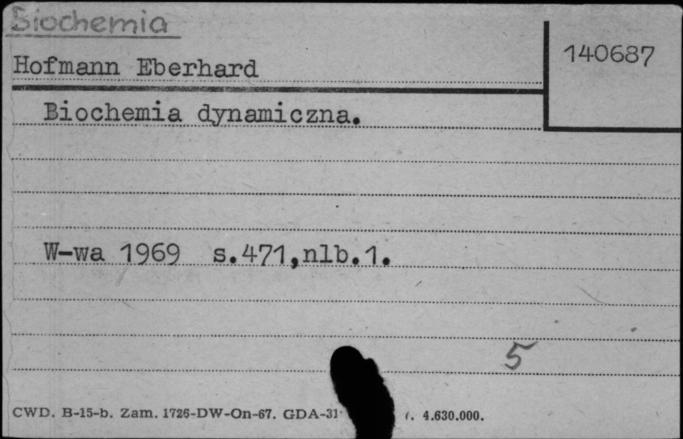 Biochemia
140687
Hofmann Eberhard
Biochemia dynamiczna.
W-wa 1969 s.471,nlb.1.
5
CWD. B-15-b. Zam. 1726-DW-On-67. GDA-31 4.630.000.